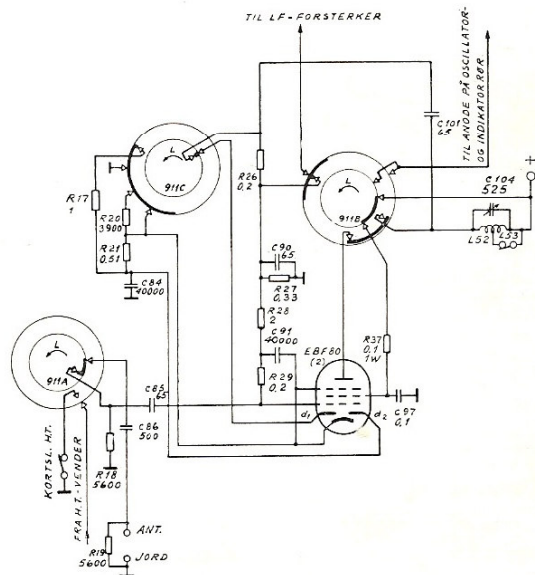 TIL LF-FORSTERKER
TIL ANODE PÅ OSCILLATOR-
OG INDIKATOR.RØR
C101
65
L
911C
R26
0,2
L
911B
+
C104
525
R17
1
R20
3900
R21
0,51
L52
L53
C84
40000
C90
65
R27
0,33
R28
2
C91
40000
R37
0,1
1W
EBF80
(2)
R29
0,2
L
911A
C85
65
C86
500
d1
d2
C97
0,1
KORTSL. H.T.
FRA H.T.-VENDER
R18
5600
ANT.
R19
5600
JORD